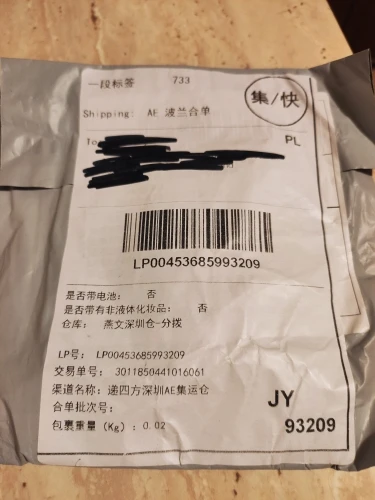 一段标签 733
集/快
Shipping: AE 波兰合单
To
PL
LP00453685993209
是否带电池: 否
是否带有非液体化妆品: 否
仓库: 燕文深圳仓-分拨
LP号: LP00453685993209
交易单号: 3011850441016061
渠道名称: 递四方深圳AE集运仓
合单批次号:
包裹重量(Kg): 0.02
JY
93209